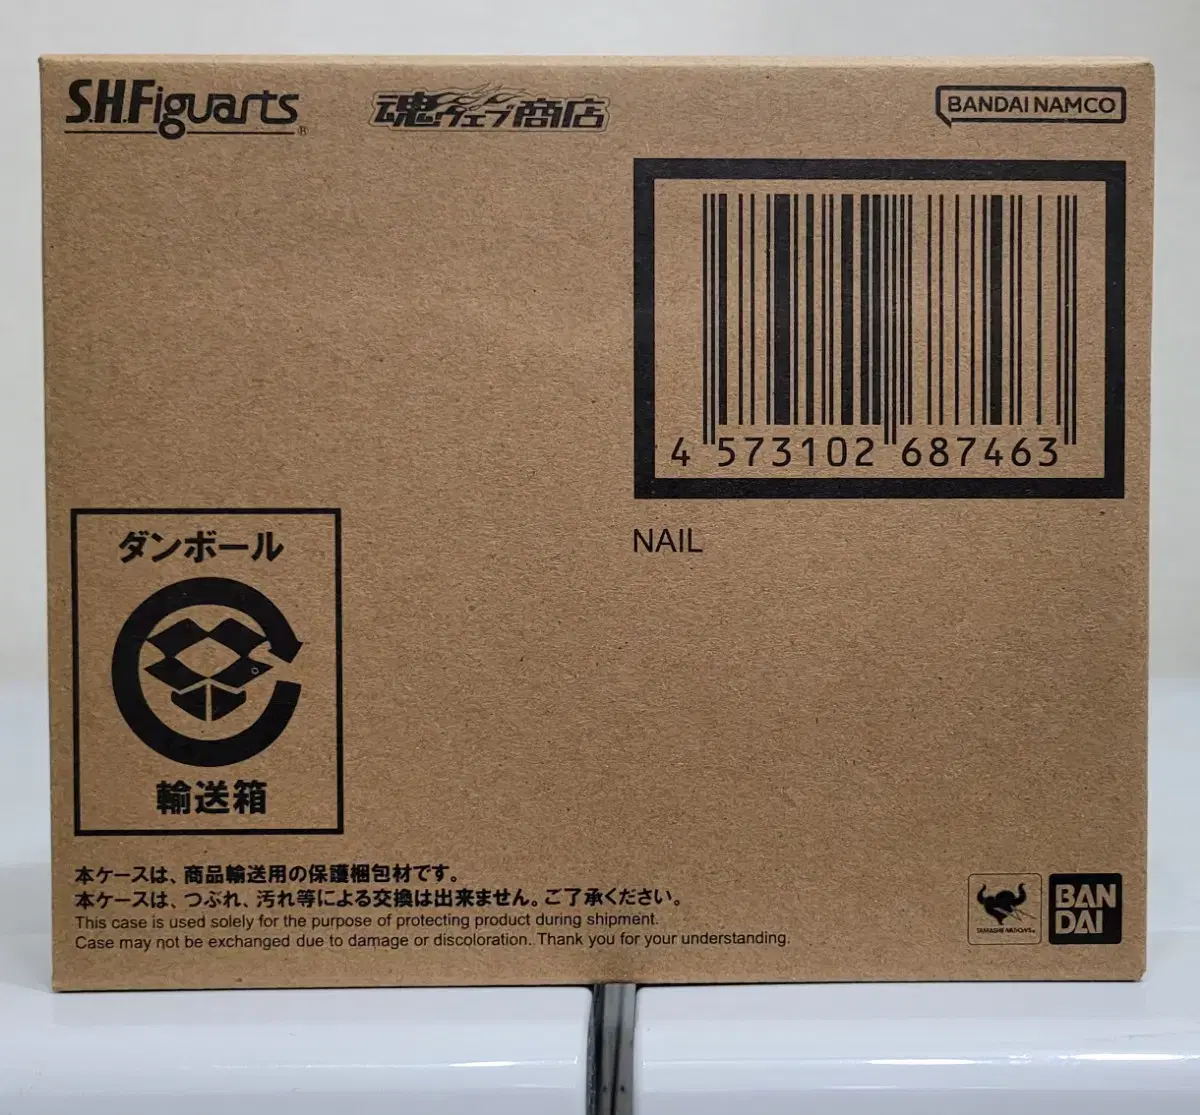 S.H.Figuarts®
魂ウェブ商店
BANDAI NAMCO
4 573102 687463
NAIL
ダンボール
輸送箱
本ケースは、商品輸送用の保護梱包材です。
本ケースは、つぶれ、汚れ等による交換は出来ません。ご了承ください。
This case is used solely for the purpose of protecting product during shipment.
Case may not be exchanged due to damage or discoloration. Thank you for your understanding.
TAMASHII NATIONS
BAN
DAI